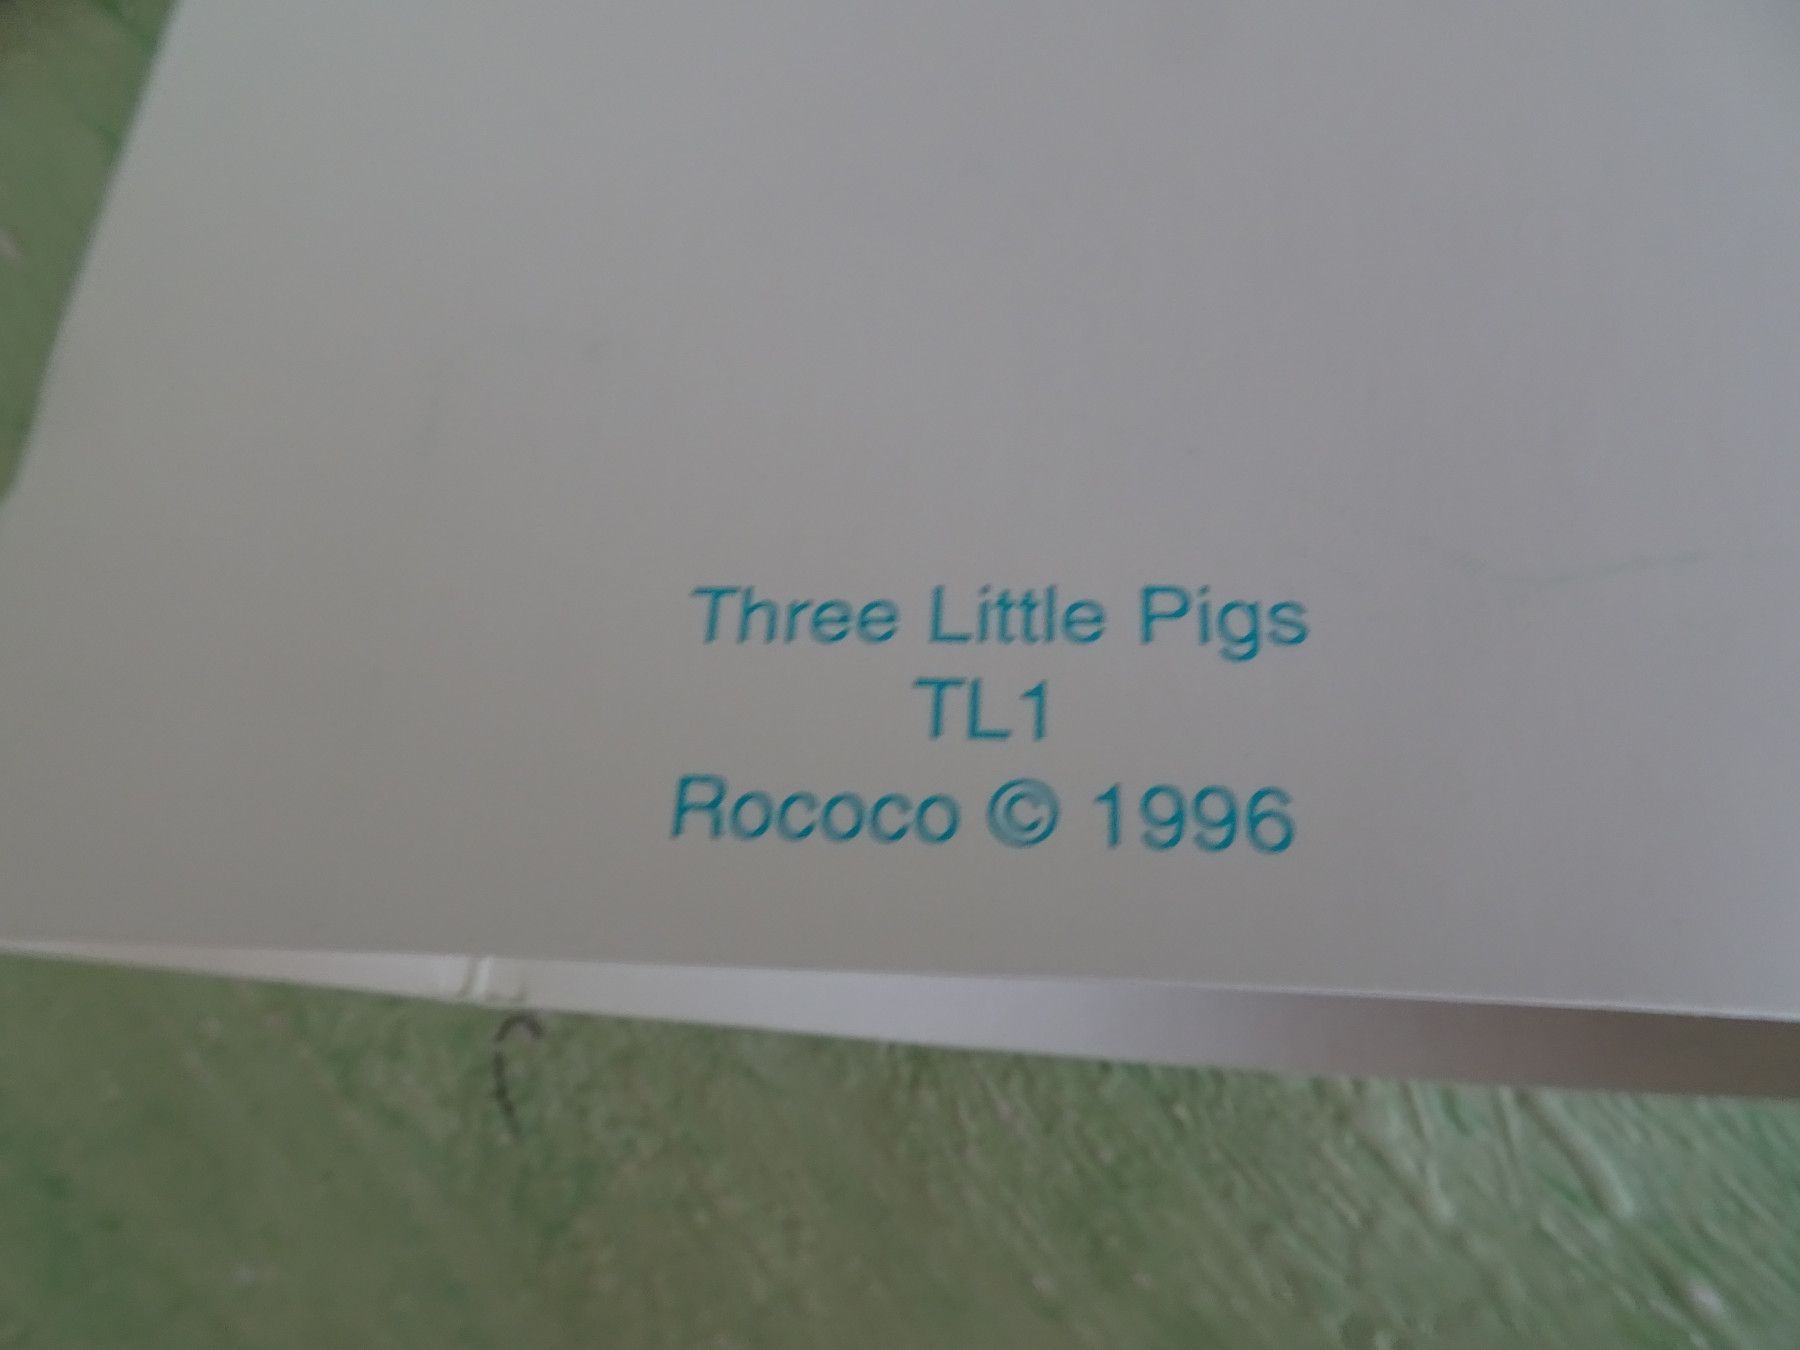 Three Little Pigs
TL1
Rococo © 1996